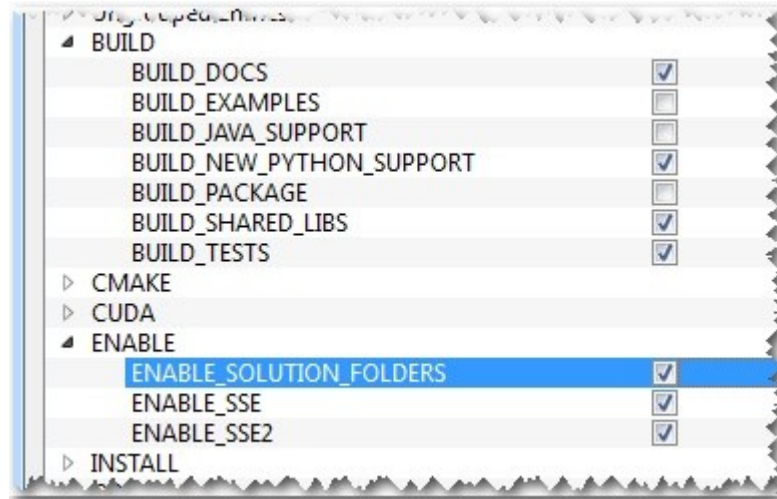 BUILD
BUILD_DOCS
BUILD_EXAMPLES
BUILD_JAVA_SUPPORT
BUILD_NEW_PYTHON_SUPPORT
BUILD_PACKAGE
BUILD_SHARED_LIBS
BUILD_TESTS
CMAKE
CUDA
ENABLE
ENABLE_SOLUTION_FOLDERS
ENABLE_SSE
ENABLE_SSE2
INSTALL